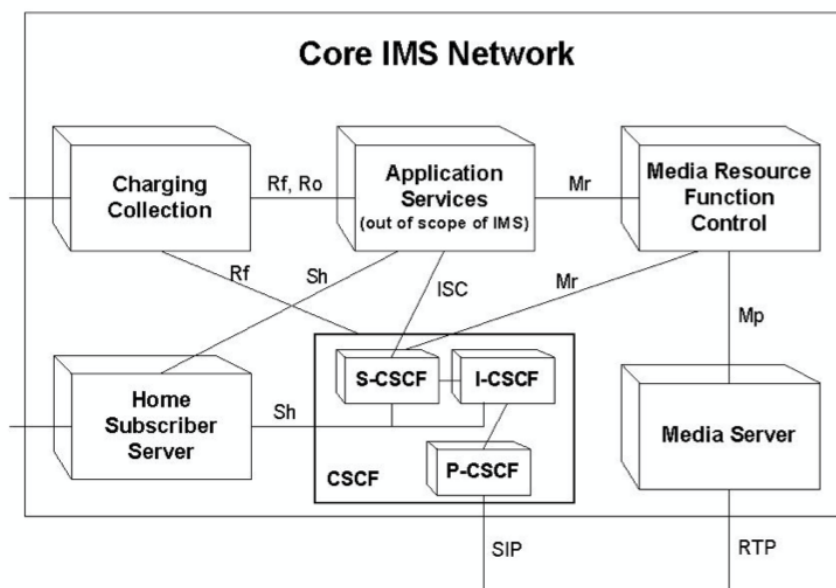 Core IMS Network
Charging
Collection
Rf, Ro
Application
Services
(out of scope of IMS)
Mr
Media Resource
Function
Control
Rf
Sh
ISC
Mr
Mp
Home
Subscriber
Server
Sh
S-CSCF
I-CSCF
P-CSCF
CSCF
Media Server
SIP
RTP